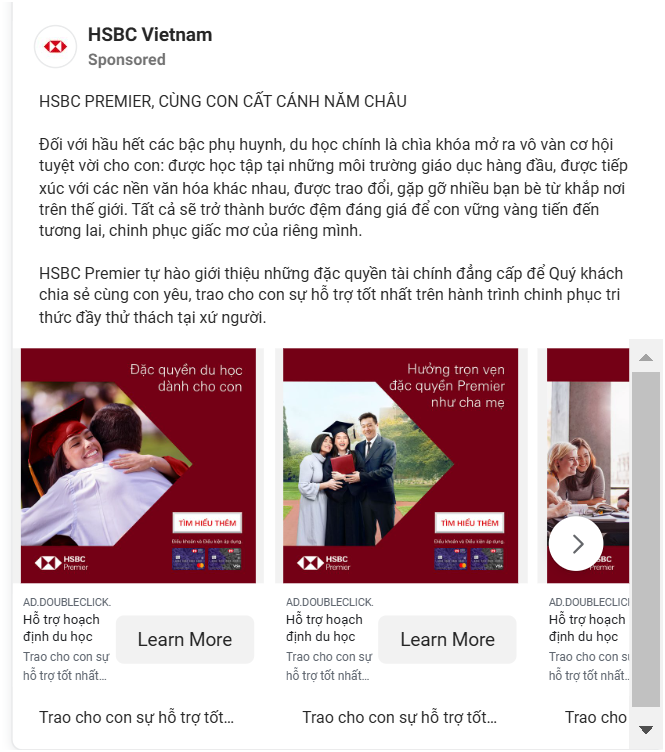 HSBC Vietnam
Sponsored
HSBC PREMIER, CÙNG CON CẤT CÁNH NĂM CHÂU
Đối với hầu hết các bậc phụ huynh, du học chính là chìa khóa mở ra vô vàn cơ hội
tuyệt vời cho con: được học tập tại những môi trường giáo dục hàng đầu, được tiếp
xúc với các nền văn hóa khác nhau, được trao đổi, gặp gỡ nhiều bạn bè từ khắp nơi
trên thế giới. Tất cả sẽ trở thành bước đệm đáng giá để con vững vàng tiến đến
tương lai, chinh phục giấc mơ của riêng mình.
HSBC Premier tự hào giới thiệu những đặc quyền tài chính đẳng cấp để Quý khách
chia sẻ cùng con yêu, trao cho con sự hỗ trợ tốt nhất trên hành trình chinh phục tri
thức đầy thử thách tại xứ người.
Đặc quyền du học
dành cho con
TÌM HIỂU THÊM
Điều khoản và Điều kiện áp dụng.
HSBC
Premier
VISA
AD.DOUBLECLICK.
Hỗ trợ hoạch
định du học
Trao cho con sự
hỗ trợ tốt nhất...
Learn More
Trao cho con sự hỗ trợ tốt...
Hưởng trọn vẹn
đặc quyền Premier
như cha mẹ
TÌM HIỂU THÊM
Điều khoản và Điều kiện áp dụng.
HSBC
Premier
VISA
AD.DOUBLECLICK.
Hỗ trợ hoạch
định du học
Trao cho con sự
hỗ trợ tốt nhất...
Learn More
Trao cho con sự hỗ trợ tốt...
AD.DOUBLECLI
Hỗ trợ hoạch
định du học
Trao cho con sự
hỗ trợ tốt nhất...
Trao cho